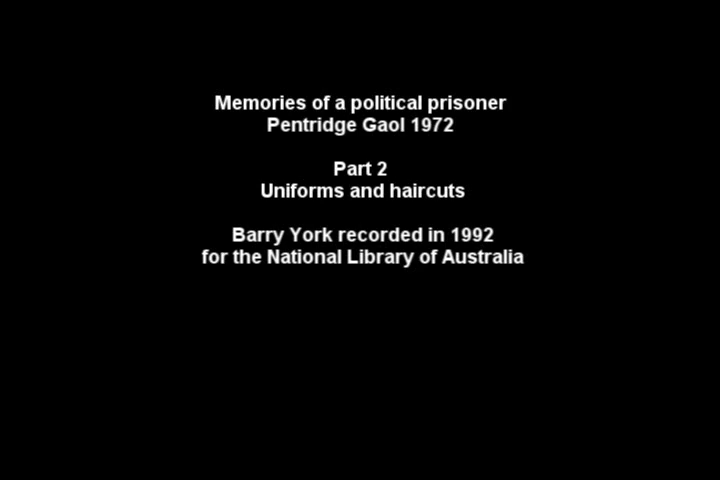 Memories of a political prisoner
Pentridge Gaol 1972
Part 2
Uniforms and haircuts
Barry York recorded in 1992
for the National Library of Australia